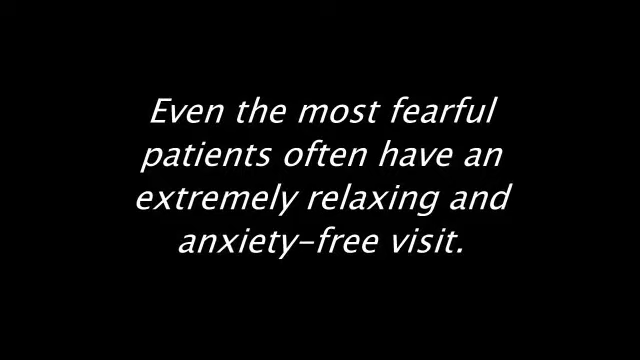 Even the most fearful
patients often have an
extremely relaxing and
anxiety-free visit.